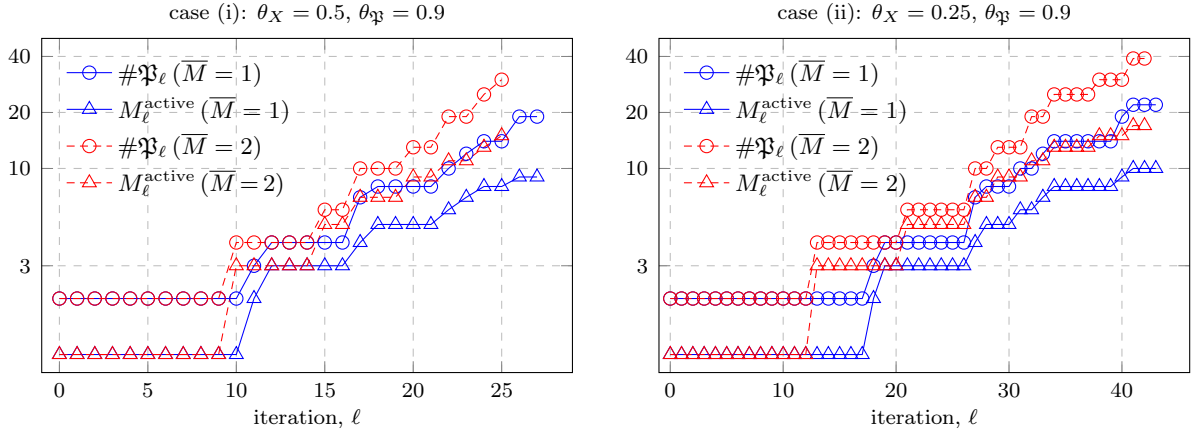 case (i): θ_X = 0.5, θ_𝔓 = 0.9
40
20
10
3
#𝔓_ℓ (M̅ = 1)
M_ℓ^active (M̅ = 1)
#𝔓_ℓ (M̅ = 2)
M_ℓ^active (M̅ = 2)
0 5 10 15 20 25
iteration, ℓ
case (ii): θ_X = 0.25, θ_𝔓 = 0.9
40
20
10
3
#𝔓_ℓ (M̅ = 1)
M_ℓ^active (M̅ = 1)
#𝔓_ℓ (M̅ = 2)
M_ℓ^active (M̅ = 2)
0 10 20 30 40
iteration, ℓ